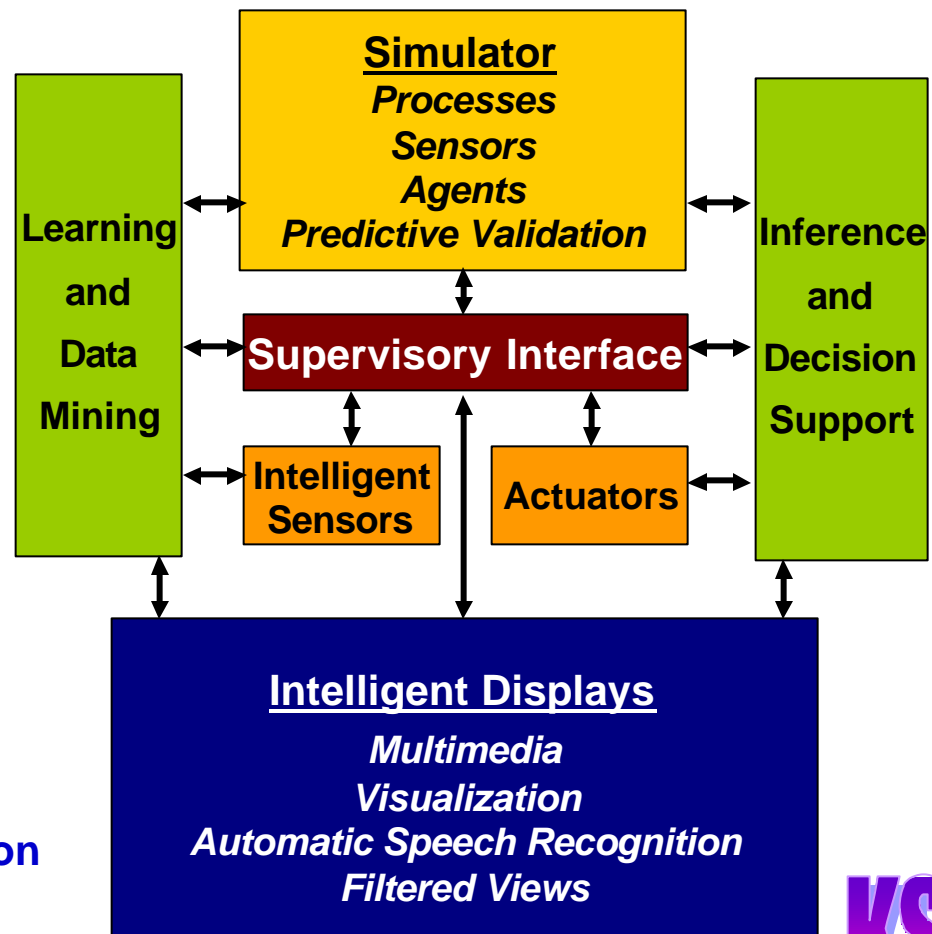 Simulator
Processes
Sensors
Agents
Predictive Validation
Learning
and
Data
Mining
Inference
and
Decision
Support
Supervisory Interface
Intelligent
Sensors
Actuators
Intelligent Displays
Multimedia
Visualization
Automatic Speech Recognition
Filtered Views
on